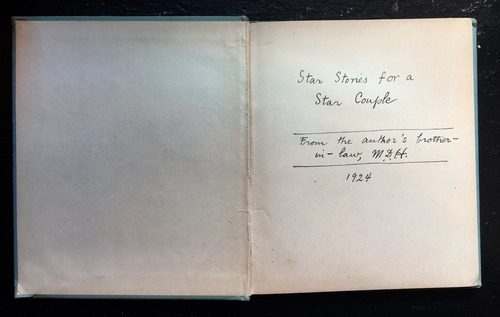 Star Stories for a
Star Couple
From the author's brother-
in-law, M.D.H.
1924